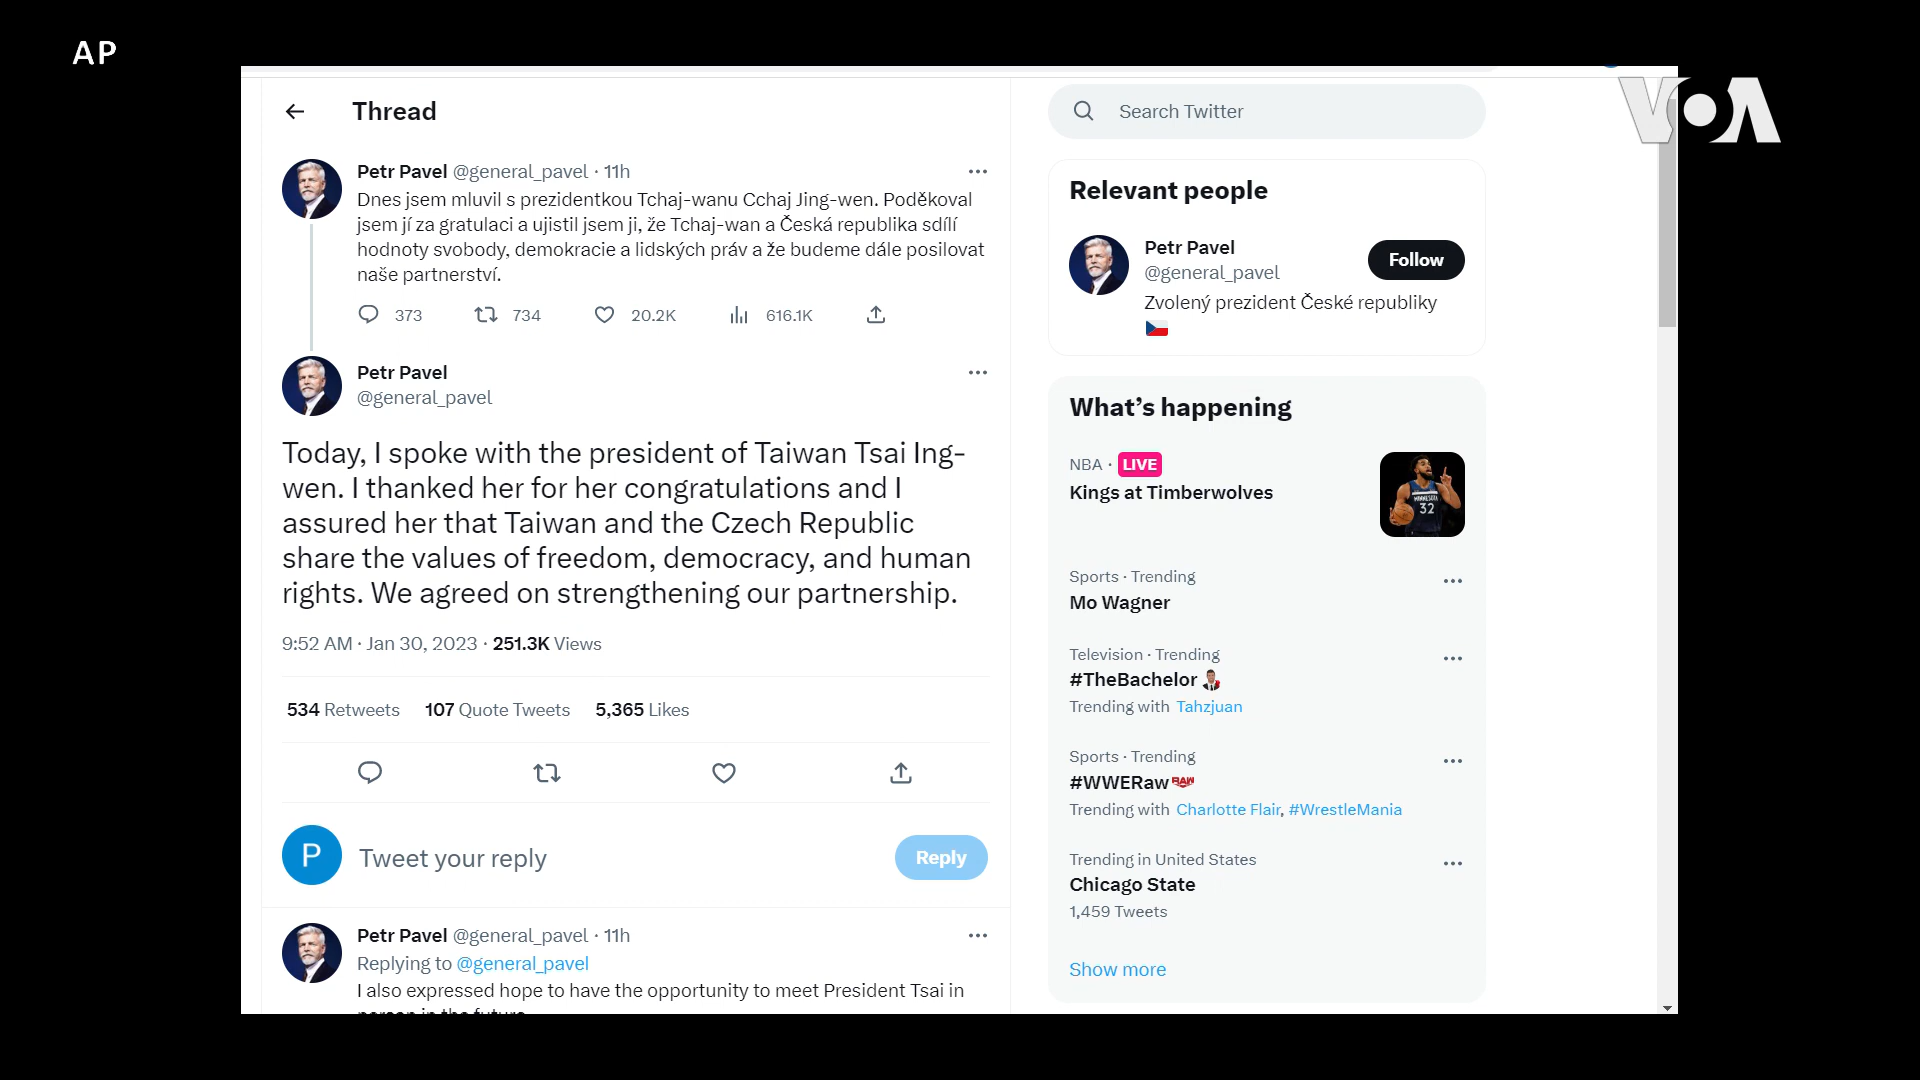 AP
VOA
Thread
Petr Pavel @general_pavel · 11h
Dnes jsem mluvil s prezidentkou Tchaj-wanu Cchaj Jing-wen. Poděkoval
jsem jí za gratulaci a ujistil jsem ji, že Tchaj-wan a Česká republika sdílí
hodnoty svobody, demokracie a lidských práv a že budeme dále posilovat
naše partnerství.
373 734 20.2K 616.1K
Petr Pavel
@general_pavel
Today, I spoke with the president of Taiwan Tsai Ing-
wen. I thanked her for her congratulations and I
assured her that Taiwan and the Czech Republic
share the values of freedom, democracy, and human
rights. We agreed on strengthening our partnership.
9:52 AM · Jan 30, 2023 · 251.3K Views
534 Retweets 107 Quote Tweets 5,365 Likes
P
Tweet your reply
Reply
Petr Pavel @general_pavel · 11h
Replying to @general_pavel
I also expressed hope to have the opportunity to meet President Tsai in
person in the future.
Search Twitter
Relevant people
Petr Pavel
@general_pavel
Follow
Zvolený prezident České republiky
What's happening
NBA · LIVE
Kings at Timberwolves
MINNESOTA
32
Sports · Trending
Mo Wagner
Television · Trending
#TheBachelor
Trending with Tahzjuan
Sports · Trending
#WWERaw RAW
Trending with Charlotte Flair, #WrestleMania
Trending in United States
Chicago State
1,459 Tweets
Show more